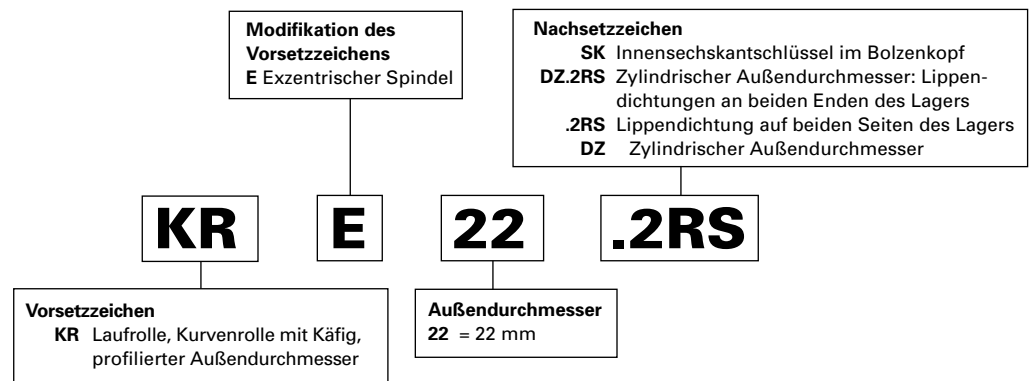 Modifikation des
Vorsetzzeichens
E Exzentrischer Spindel
Nachsetzzeichen
SK Innensechskantschlüssel im Bolzenkopf
DZ.2RS Zylindrischer Außendurchmesser: Lippen-
dichtungen an beiden Enden des Lagers
.2RS Lippendichtung auf beiden Seiten des Lagers
DZ Zylindrischer Außendurchmesser
KR E 22 .2RS
Vorsetzzeichen
KR Laufrolle, Kurvenrolle mit Käfig,
profilierter Außendurchmesser
Außendurchmesser
22 = 22 mm